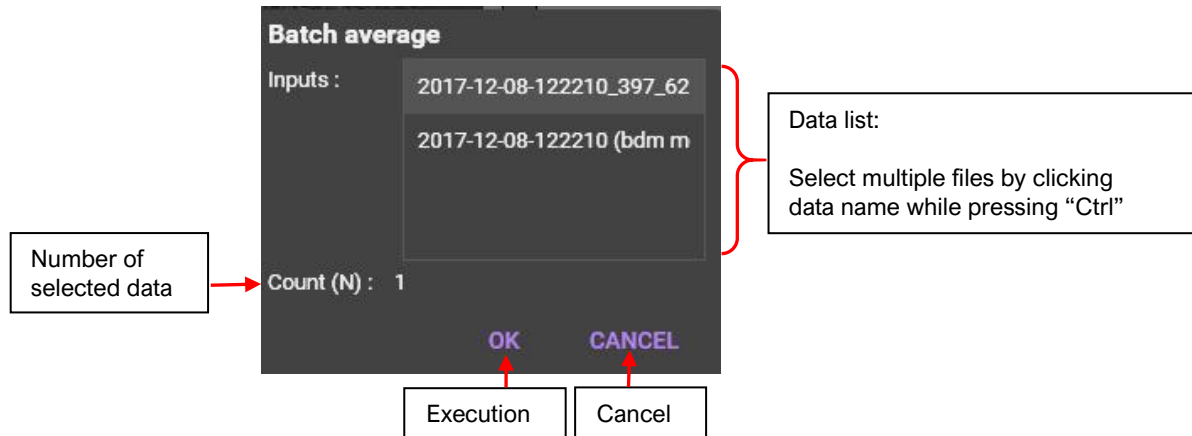 Batch average
Inputs :
2017-12-08-122210_397_62
2017-12-08-122210 (bdm m
Data list:
Select multiple files by clicking
data name while pressing “Ctrl”
Number of
selected data
Count (N) : 1
OK
CANCEL
Execution
Cancel